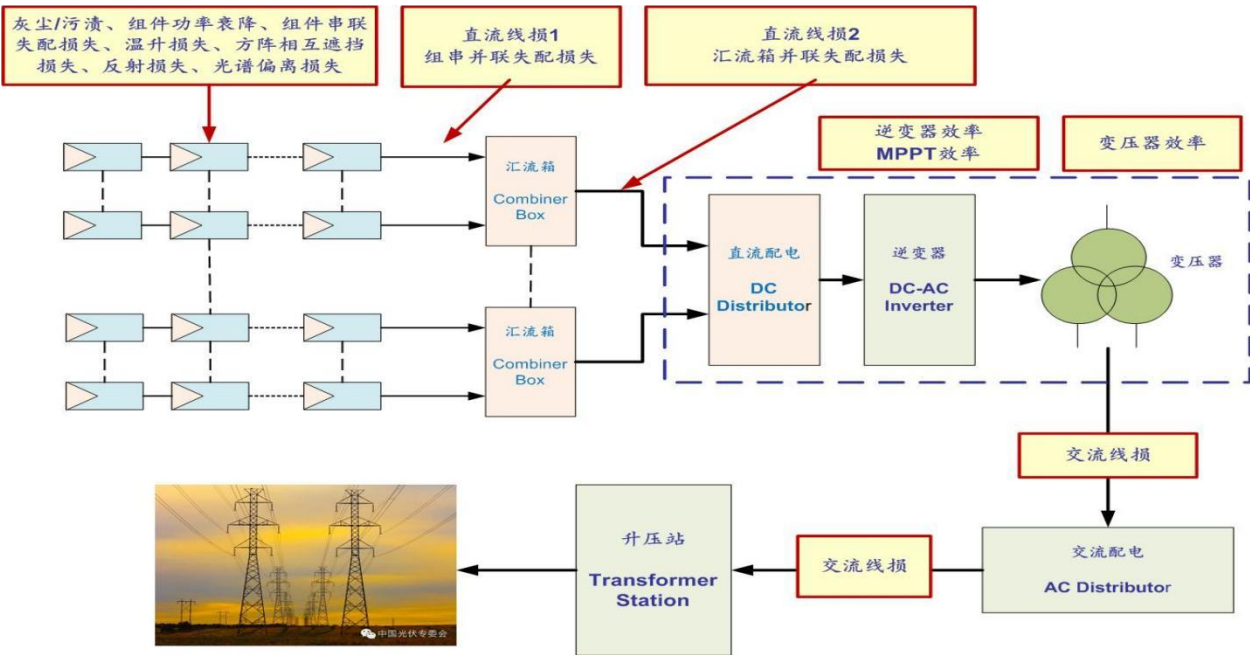 灰尘/污渍、组件功率衰降、组件串联
失配损失、温升损失、方阵相互遮挡
损失、反射损失、光谱偏离损失
直流线损1
组串并联失配损失
直流线损2
汇流箱并联失配损失
逆变器效率
MPPT效率
变压器效率
汇流箱
Combiner
Box
直流配电
DC
Distributor
逆变器
DC-AC
Inverter
变压器
汇流箱
Combiner
Box
交流线损
升压站
Transformer
Station
交流线损
交流配电
AC Distributor
中国光伏专委会